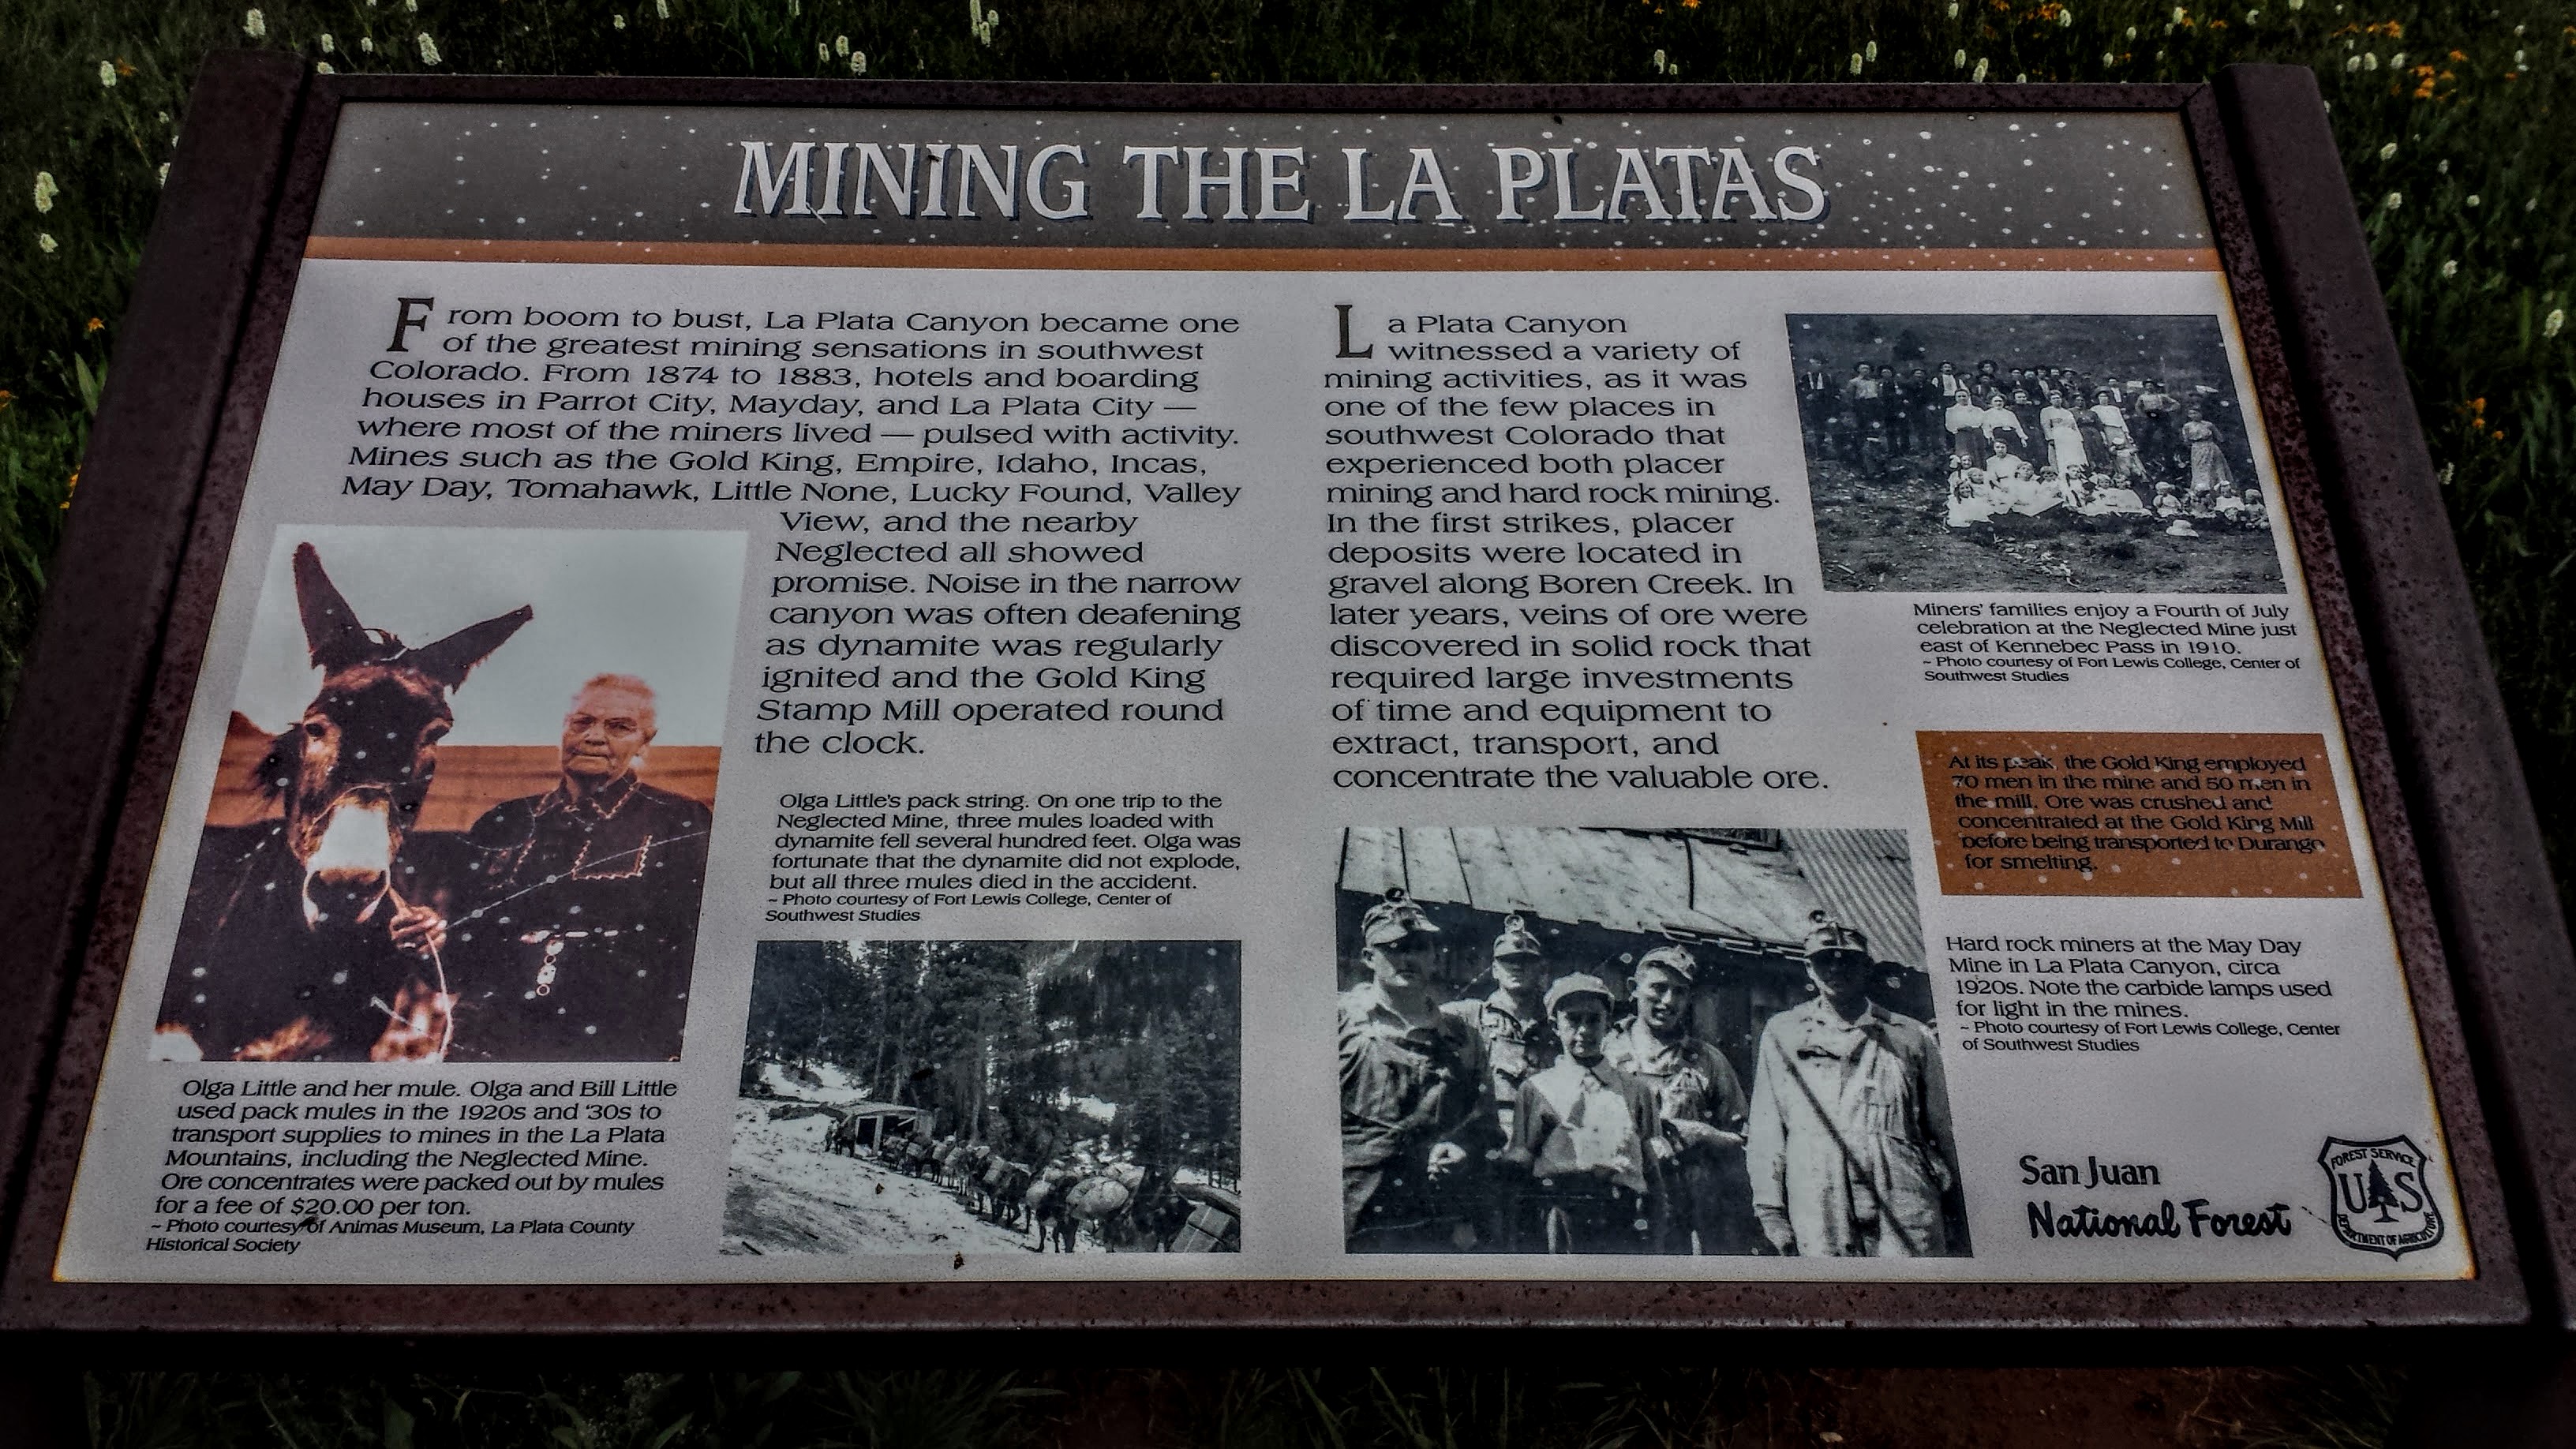 MINING THE LA PLATAS
From boom to bust, La Plata Canyon became one
of the greatest mining sensations in southwest
Colorado. From 1874 to 1883, hotels and boarding
houses in Parrot City, Mayday, and La Plata City —
where most of the miners lived — pulsed with activity.
Mines such as the Gold King, Empire, Idaho, Incas,
May Day, Tomahawk, Little None, Lucky Found, Valley
View, and the nearby
Neglected all showed
promise. Noise in the narrow
canyon was often deafening
as dynamite was regularly
ignited and the Gold King
Stamp Mill operated round
the clock.
Olga Little's pack string. On one trip to the
Neglected Mine, three mules loaded with
dynamite fell several hundred feet. Olga was
fortunate that the dynamite did not explode,
but all three mules died in the accident.
~ Photo courtesy of Fort Lewis College, Center of
Southwest Studies
Olga Little and her mule. Olga and Bill Little
used pack mules in the 1920s and '30s to
transport supplies to mines in the La Plata
Mountains, including the Neglected Mine.
Ore concentrates were packed out by mules
for a fee of $20.00 per ton.
~ Photo courtesy of Animas Museum, La Plata County
Historical Society
La Plata Canyon
witnessed a variety of
mining activities, as it was
one of the few places in
southwest Colorado that
experienced both placer
mining and hard rock mining.
In the first strikes, placer
deposits were located in
gravel along Boren Creek. In
later years, veins of ore were
discovered in solid rock that
required large investments
of time and equipment to
extract, transport, and
concentrate the valuable ore.
Miners' families enjoy a Fourth of July
celebration at the Neglected Mine just
east of Kennebec Pass in 1910.
~ Photo courtesy of Fort Lewis College, Center of
Southwest Studies
At its peak, the Gold King employed
70 men in the mine and 50 men in
the mill. Ore was crushed and
concentrated at the Gold King Mill
before being transported to Durango
for smelting.
Hard rock miners at the May Day
Mine in La Plata Canyon, circa
1920s. Note the carbide lamps used
for light in the mines.
~ Photo courtesy of Fort Lewis College, Center
of Southwest Studies
San Juan
National Forest
FOREST SERVICE
U S
DEPARTMENT OF AGRICULTURE